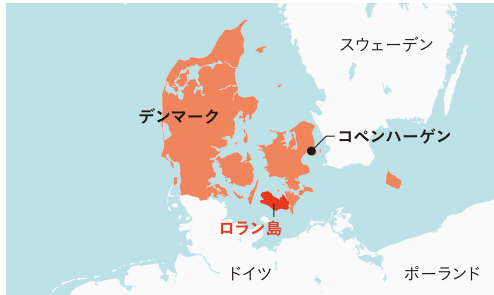 スウェーデン
デンマーク
コペンハーゲン
ロラン島
ドイツ
ポーランド